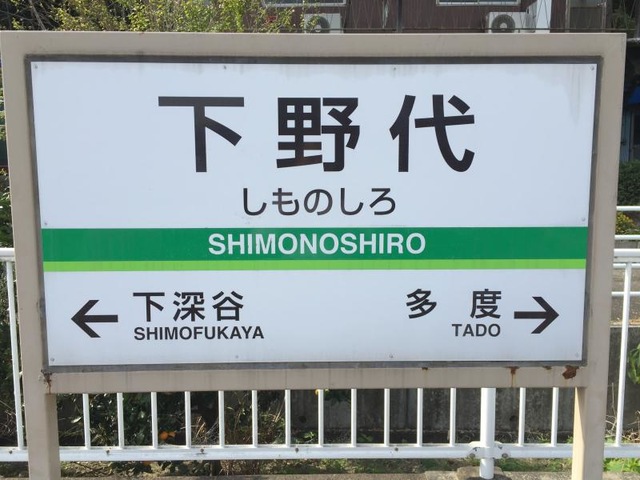 下野代
しものしろ
SHIMONOSHIRO
← 下深谷 多度 →
SHIMOFUKAYA TADO